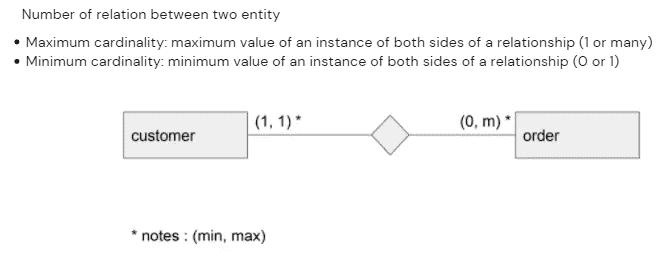 Number of relation between two entity
• Maximum cardinality: maximum value of an instance of both sides of a relationship (1 or many)
• Minimum cardinality: minimum value of an instance of both sides of a relationship (0 or 1)
(1, 1) *
(0, m) *
customer
order
* notes : (min, max)